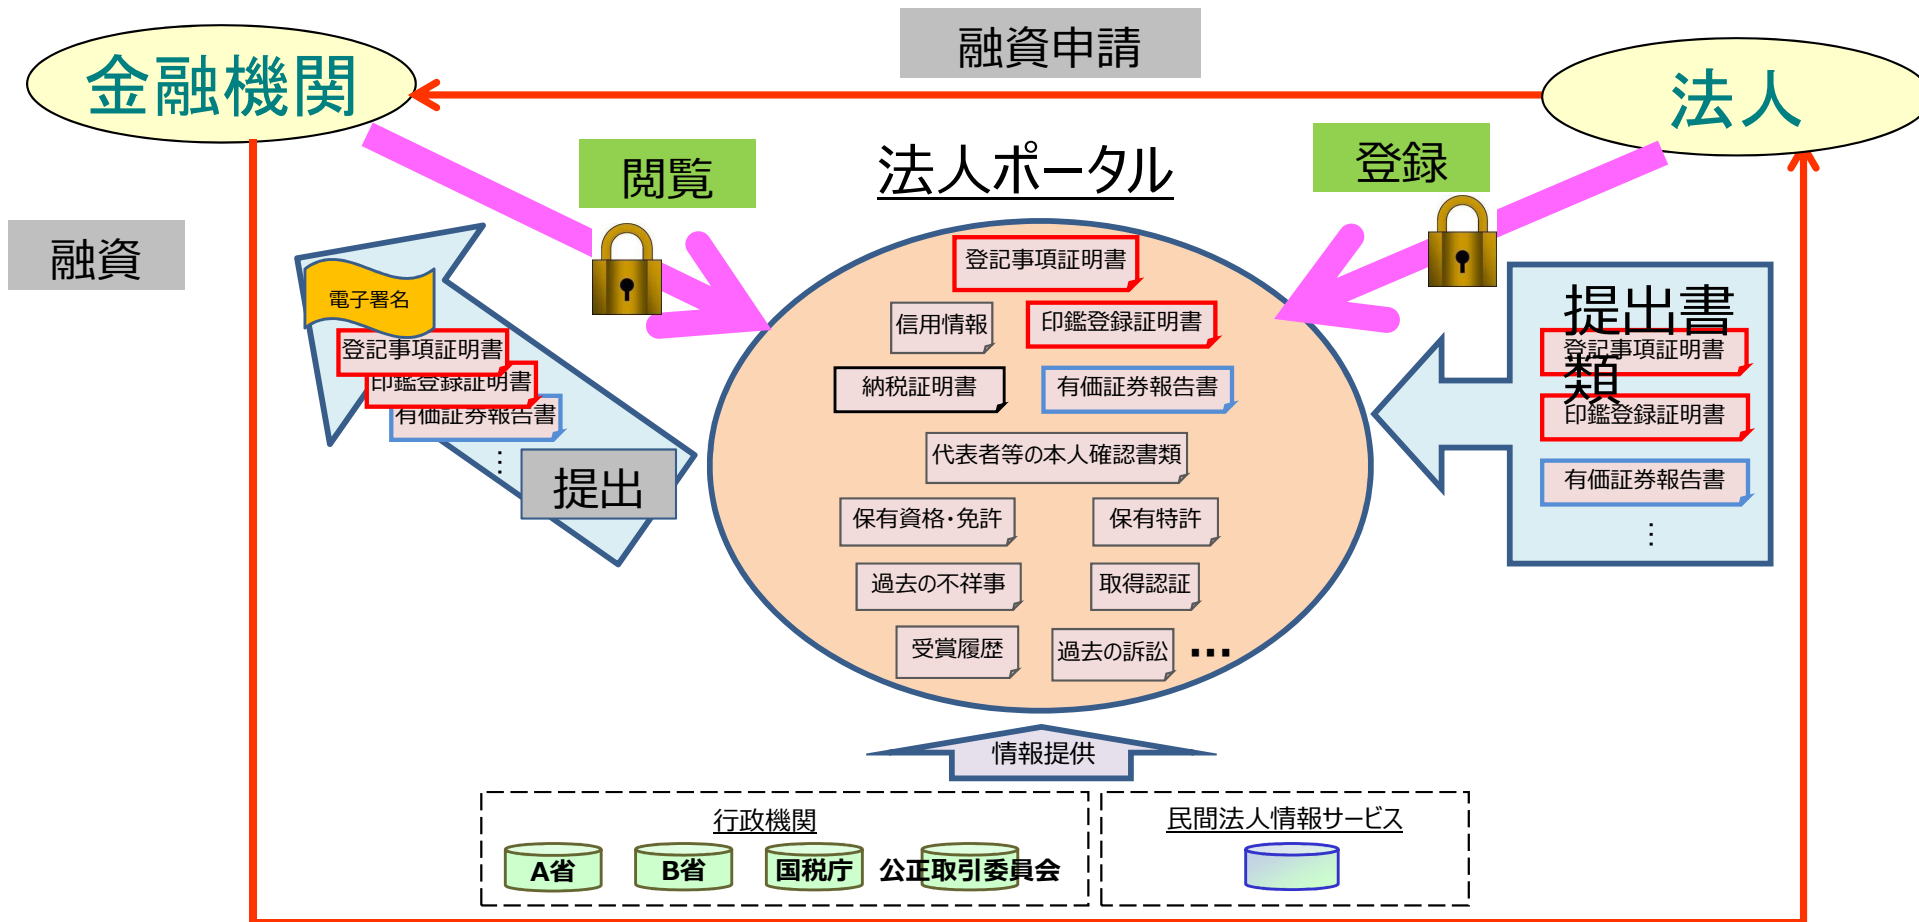 融資申請
金融機関
法人
閲覧
法人ポータル
登録
融資
電子署名
登記事項証明書
印鑑登録証明書
有価証券報告書
…
提出
登記事項証明書
信用情報
印鑑登録証明書
納税証明書
有価証券報告書
代表者等の本人確認書類
保有資格・免許
保有特許
過去の不祥事
取得認証
受賞履歴
過去の訴訟
…
提出書
類
登記事項証明書
印鑑登録証明書
有価証券報告書
…
情報提供
行政機関
A省
B省
国税庁
公正取引委員会
民間法人情報サービス